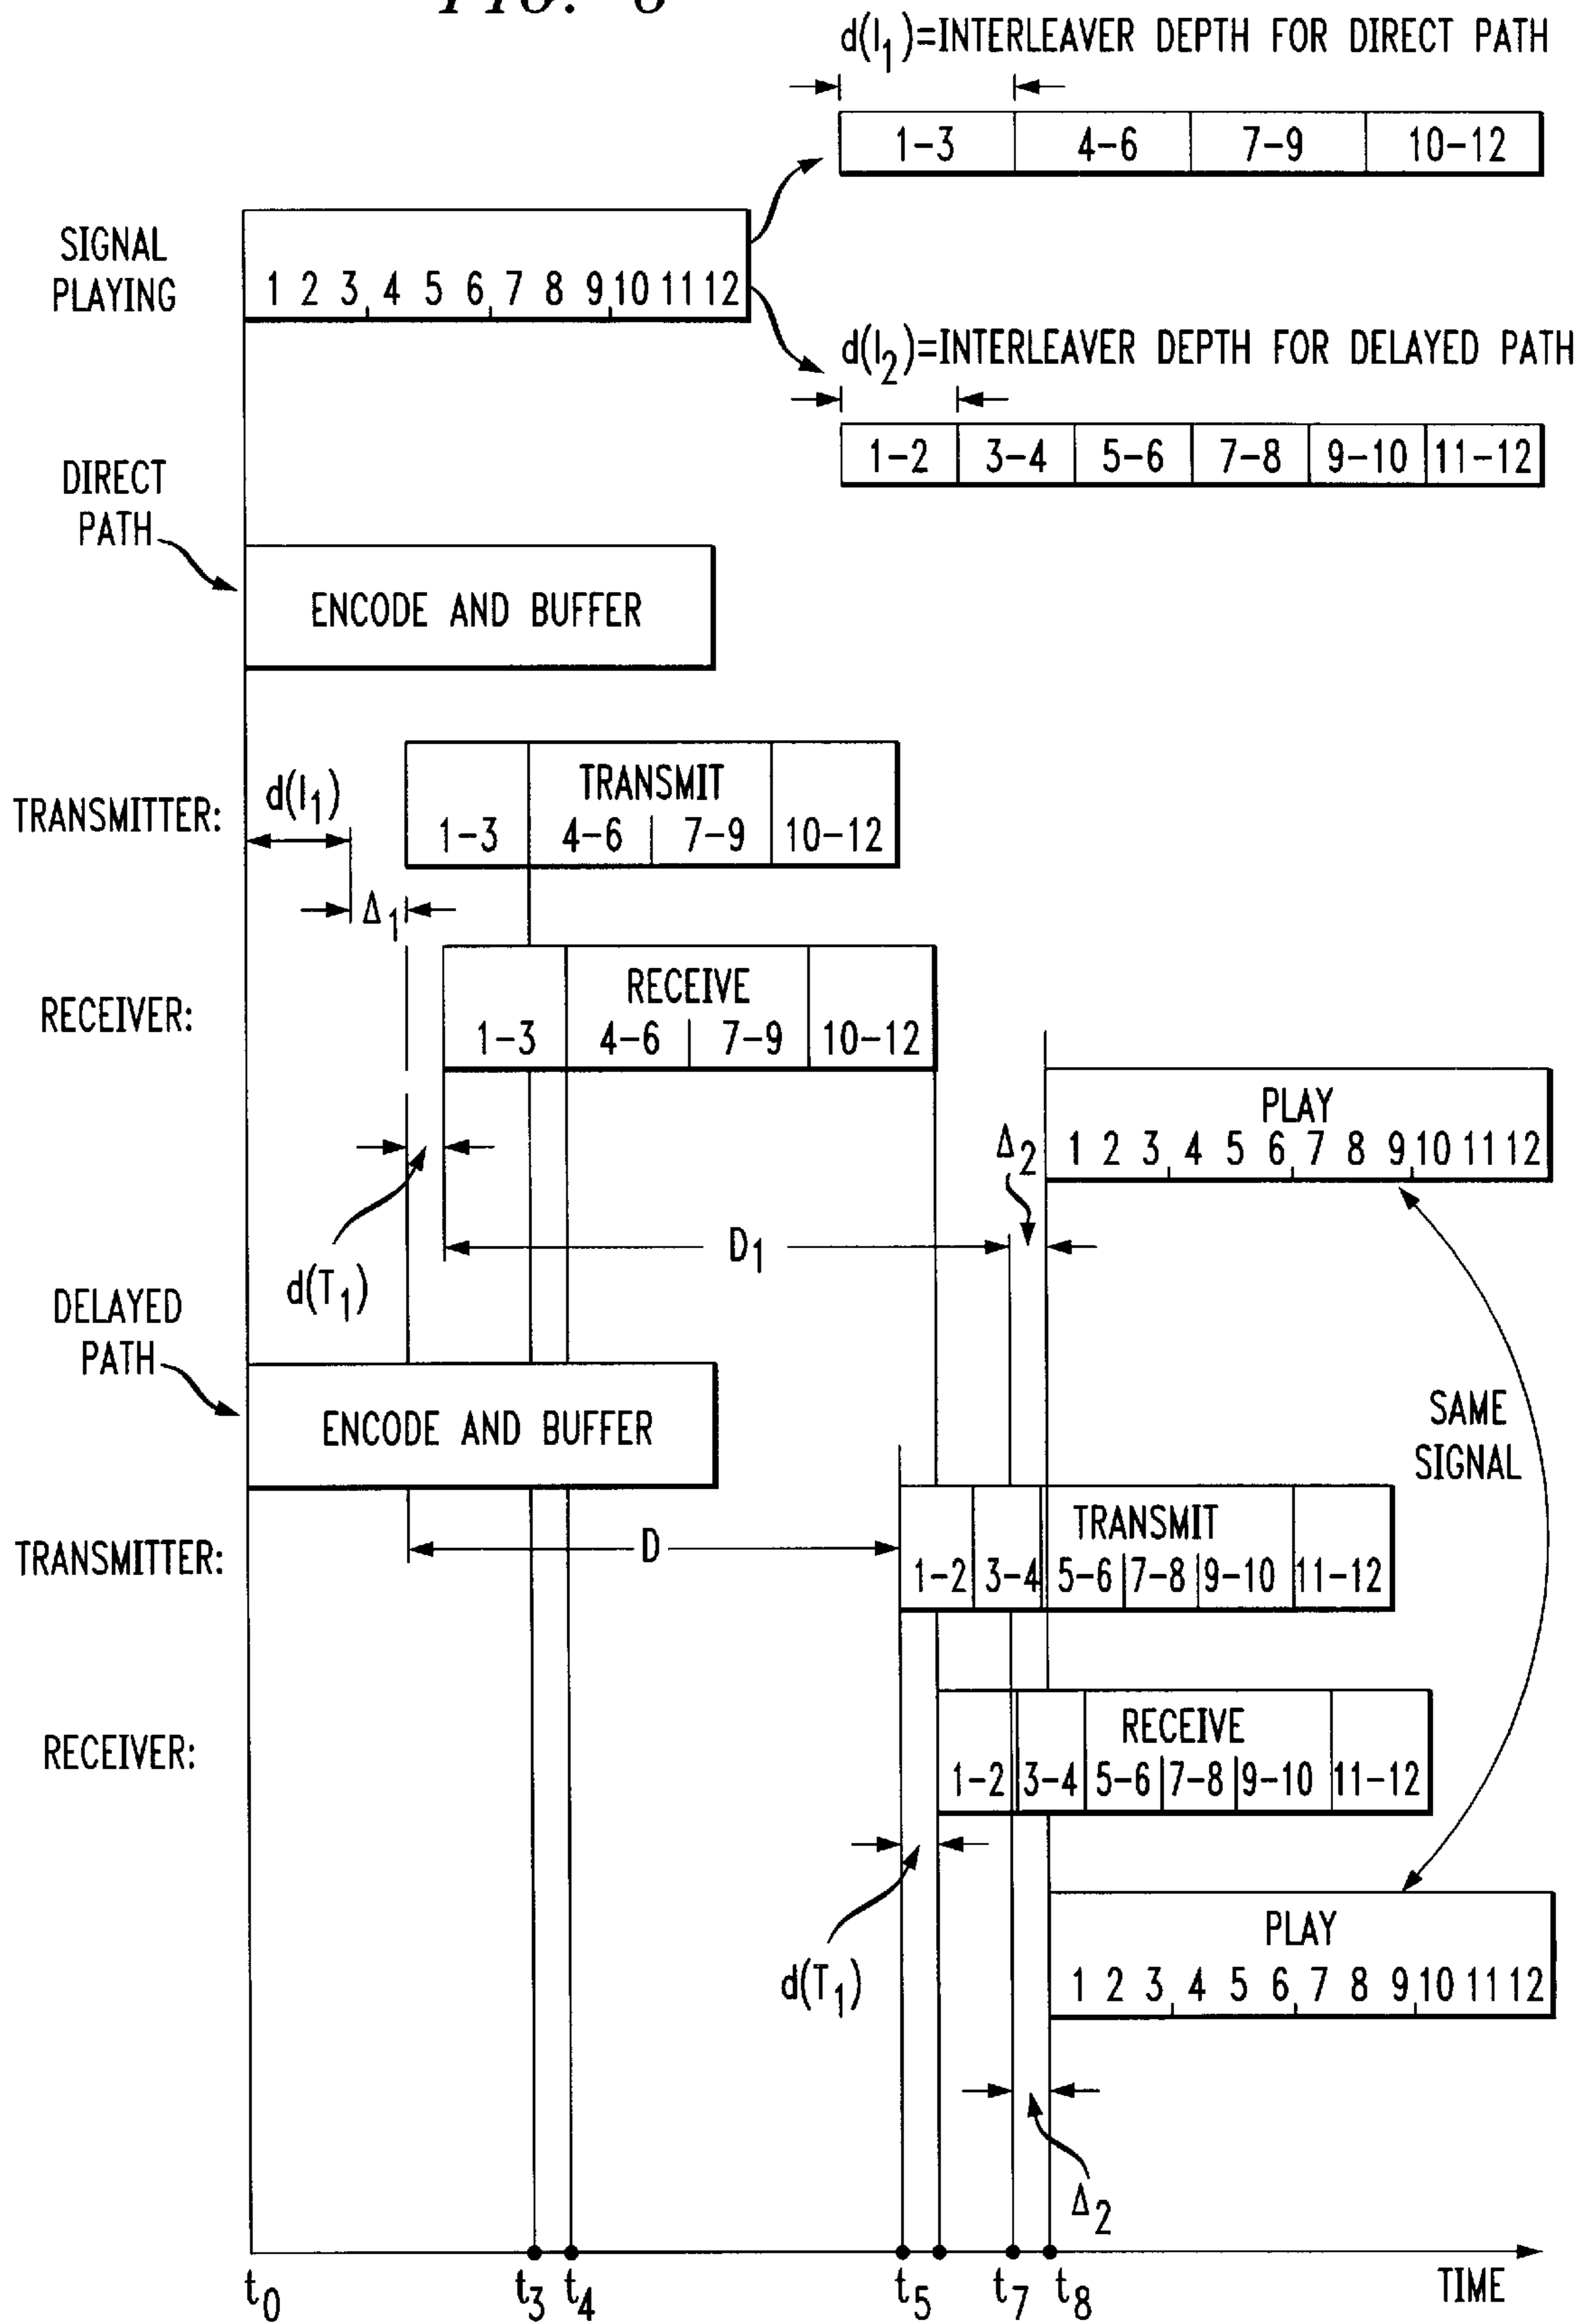 FIG. 8
d(I1)=INTERLEAVER DEPTH FOR DIRECT PATH
1-3 4-6 7-9 10-12
SIGNAL
PLAYING
1 2 3 4 5 6 7 8 9 10 11 12
d(I2)=INTERLEAVER DEPTH FOR DELAYED PATH
1-2 3-4 5-6 7-8 9-10 11-12
DIRECT
PATH
ENCODE AND BUFFER
TRANSMITTER:
d(I1)
TRANSMIT
1-3 4-6 7-9 10-12
Δ1
RECEIVER:
RECEIVE
1-3 4-6 7-9 10-12
PLAY
1 2 3 4 5 6 7 8 9 10 11 12
Δ2
D1
d(T1)
DELAYED
PATH
ENCODE AND BUFFER
SAME
SIGNAL
TRANSMITTER:
D
TRANSMIT
1-2 3-4 5-6 7-8 9-10 11-12
RECEIVER:
RECEIVE
1-2 3-4 5-6 7-8 9-10 11-12
d(T1)
PLAY
1 2 3 4 5 6 7 8 9 10 11 12
Δ2
t0 t3 t4 t5 t7 t8 TIME